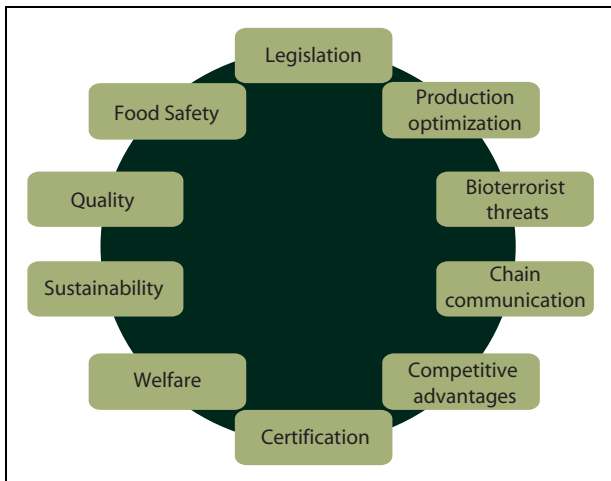 Legislation
Production
optimization
Food Safety
Bioterrorist
threats
Quality
Chain
communication
Sustainability
Competitive
advantages
Welfare
Certification